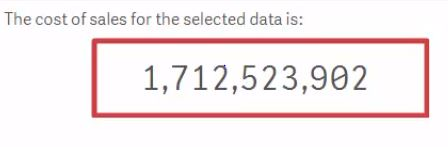 The cost of sales for the selected data is:
1,712,523,902